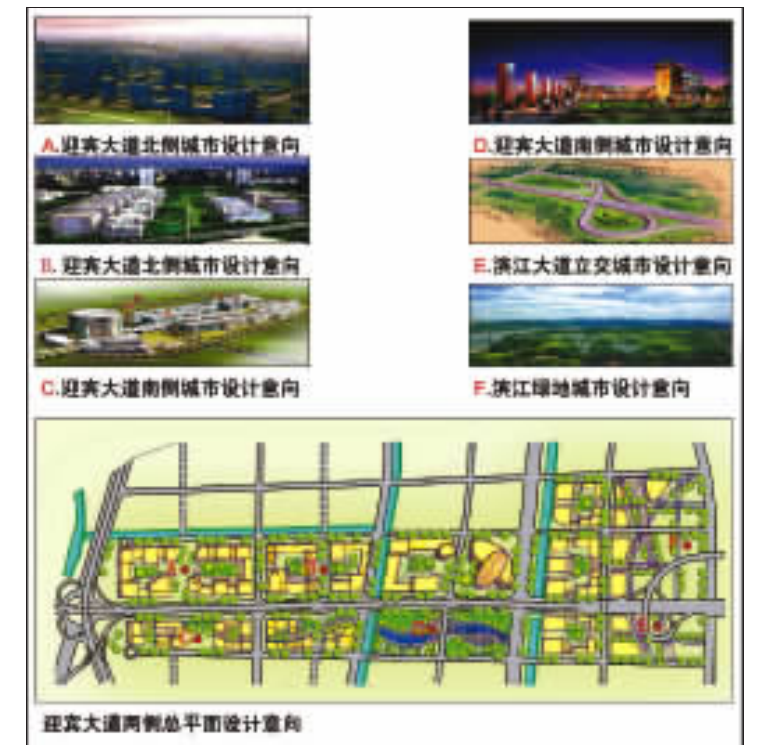 A.迎宾大道北侧城市设计意向
D.迎宾大道南侧城市设计意向
B.迎宾大道北侧城市设计意向
E.滨江大道立交城市设计意向
C.迎宾大道南侧城市设计意向
F.滨江绿地城市设计意向
A
B
F
C
D
E
迎宾大道两侧总平面设计意向